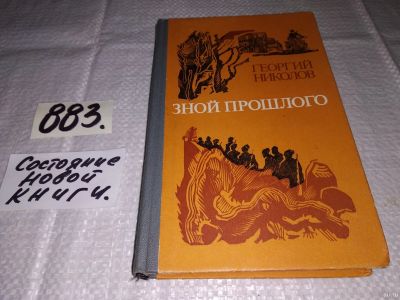 ГЕОРГИЙ
НИКОЛОВ
ЗНОЙ ПРОШЛОГО
883.
Состояние
новой
книги.